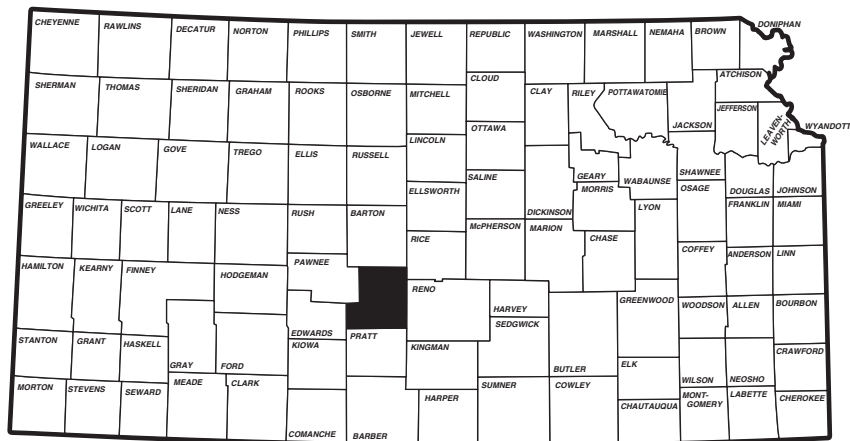 CHEYENNE
RAWLINS
DECATUR
NORTON
PHILLIPS
SMITH
JEWELL
REPUBLIC
WASHINGTON
MARSHALL
NEMAHA
BROWN
DONIPHAN
SHERMAN
THOMAS
SHERIDAN
GRAHAM
ROOKS
OSBORNE
MITCHELL
CLOUD
CLAY
RILEY
POTTAWATOMIE
JACKSON
ATCHISON
JEFFERSON
LEAVEN-
WORTH
WYANDOTT
WALLACE
LOGAN
GOVE
TREGO
ELLIS
RUSSELL
LINCOLN
OTTAWA
SALINE
ELLSWORTH
DICKINSON
GEARY
MORRIS
WABAUNSE
SHAWNEE
OSAGE
DOUGLAS
JOHNSON
GREELEY
WICHITA
SCOTT
LANE
NESS
RUSH
BARTON
RICE
McPHERSON
MARION
CHASE
LYON
COFFEY
FRANKLIN
MIAMI
ANDERSON
LINN
HAMILTON
KEARNY
FINNEY
HODGEMAN
PAWNEE
RENO
HARVEY
SEDGWICK
GREENWOOD
WOODSON
ALLEN
BOURBON
STANTON
GRANT
HASKELL
GRAY
FORD
EDWARDS
KIOWA
PRATT
KINGMAN
BUTLER
ELK
WILSON
NEOSHO
CRAWFORD
MORTON
STEVENS
SEWARD
MEADE
CLARK
COMANCHE
BARBER
HARPER
SUMNER
COWLEY
CHAUTAUQUA
MONT-
GOMERY
LABETTE
CHEROKEE